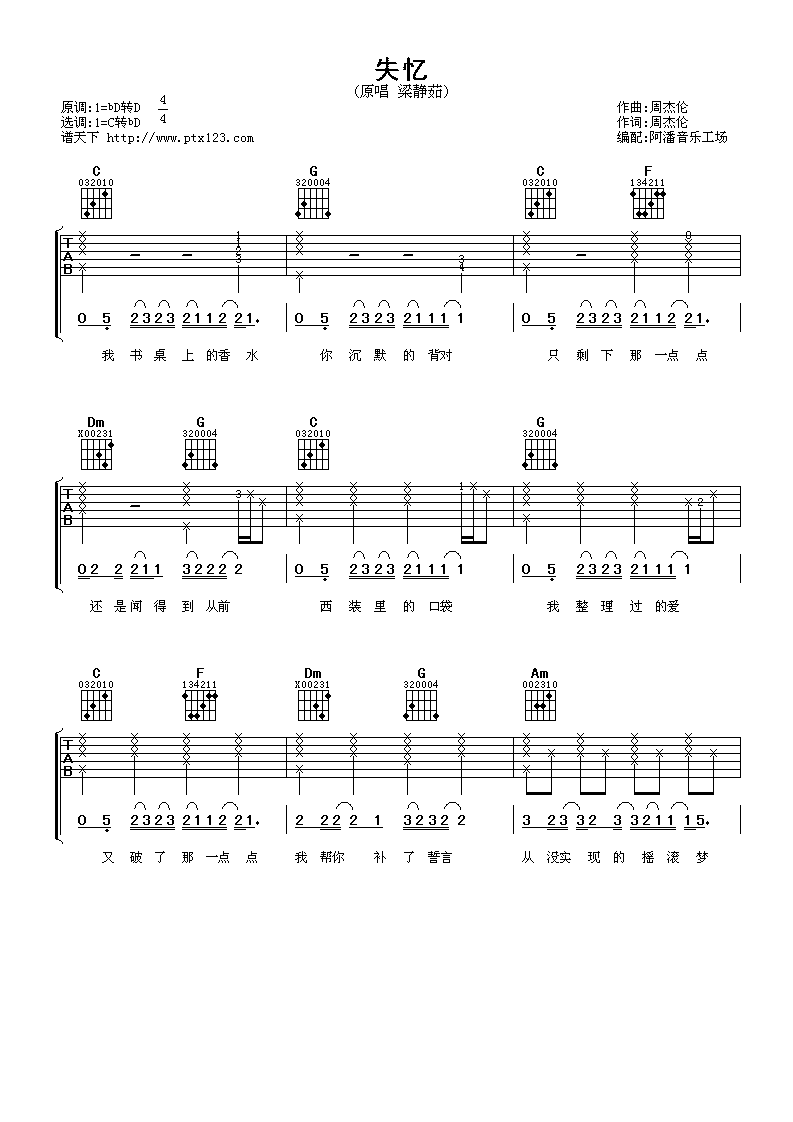 失忆
(原唱 梁静茹)
原调:1=bD转D 4/4 作曲:周杰伦
选调:1=C转bD 作词:周杰伦
谱天下 http://www.ptx123.com 编配:阿潘音乐工场
C G C F
032010 320004 032010 134211
T
A
B
1 2 3 3 4 0
0 5 2323 2112 21. 0 5 2323 2111 1 0 5 2323 2112 21.
我 书 桌 上 的香 水 你 沉 默 的 背对 只 剩 下 那 一点 点
Dm G C G
X00231 320004 032010 320004
T
A
B
3 1 2
02 2 211 3222 2 0 5 2323 2111 1 0 5 2323 2111 1
还 是闻 得 到 从前 西 装 里 的 口袋 我 整 理 过 的爱
C F Dm G Am
032010 134211 X00231 320004 002310
T
A
B
0 5 2323 2112 21. 2 22 2 1 3232 2 3 23 32 3 3211 15.
又 破 了 那 一点 点 我 帮你 补 了 誓言 从 没实 现 的 摇 滚 梦